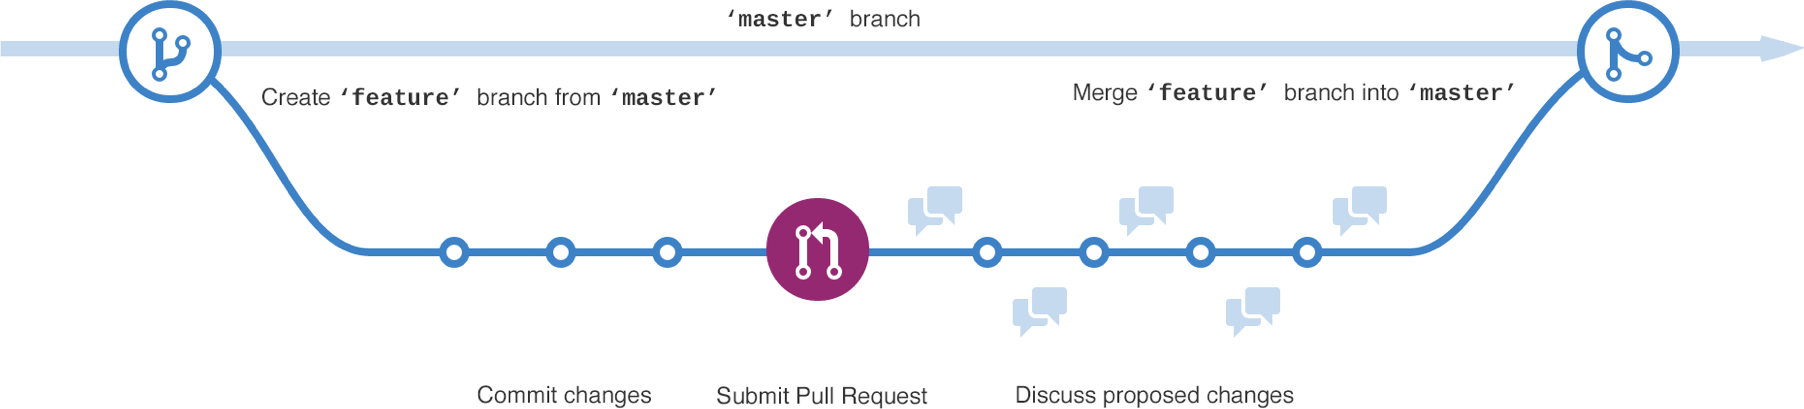 ‘master’ branch
Create ‘feature’ branch from ‘master’
Merge ‘feature’ branch into ‘master’
Commit changes
Submit Pull Request
Discuss proposed changes